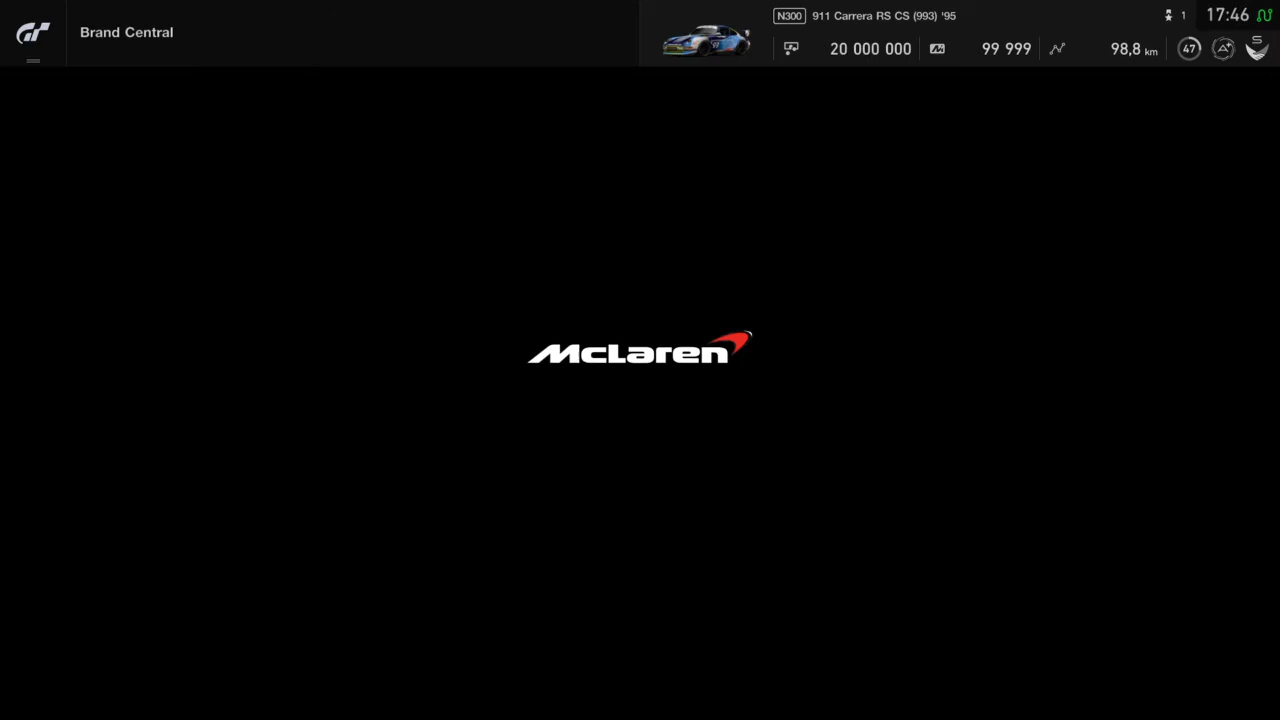 GT
Brand Central
N300 911 Carrera RS CS (993) '95
1
17:46
20 000 000
99 999
98,8 km
47
A+
S
McLaren